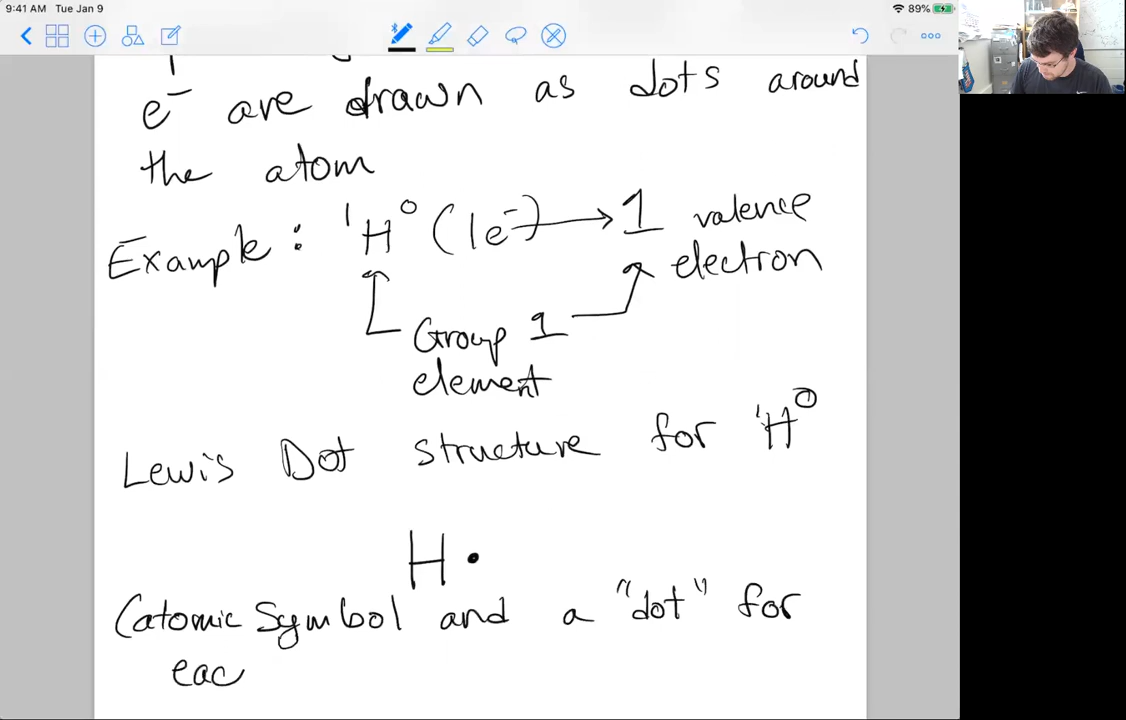 9:41 AM Tue Jan 9
89%
e⁻ are drawn as dots around
the atom
Example: ¹H⁰ (1e⁻) → 1 valence
electron
Group 1
element
Lewis Dot structure for ¹H⁰
H •
(atomic Symbol and a "dot" for
eac